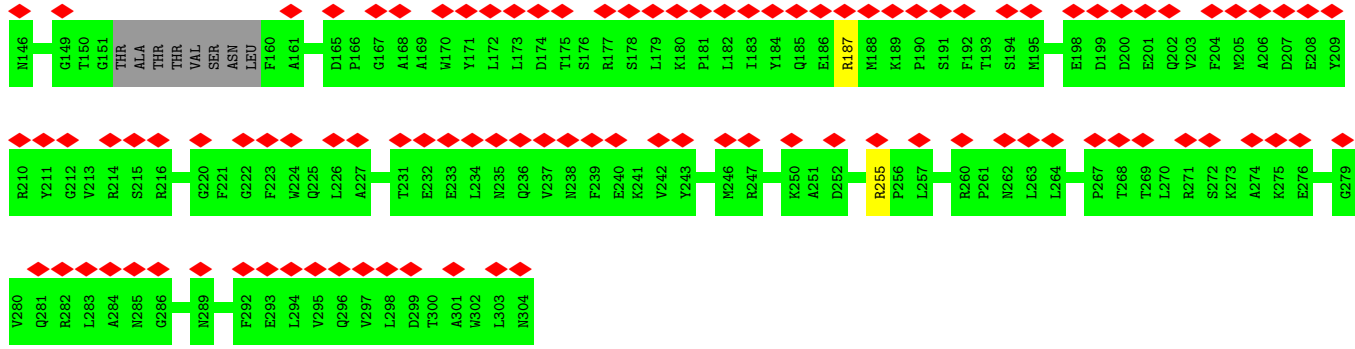 N146 G149 T150 G151 THR ALA THR THR VAL SER ASN LEU F160 A161 D165 P166 G167 A168 A169 W170 Y171 L172 L173 D174 T175 S176 R177 S178 L179 K180 P181 L182 I183 Y184 Q185 E186 R187 M188 K189 P190 S191 F192 T193 S194 M195 E198 D199 D200 E201 Q202 V203 F204 M205 A206 D207 E208 Y209
R210 Y211 G212 V213 R214 S215 R216 G220 F221 G222 F223 W224 Q225 L226 A227 T231 E232 E233 L234 N235 Q236 V237 N238 F239 E240 K241 V242 Y243 M246 R247 K250 A251 D252 R255 P256 L257 R260 P261 N262 L263 L264 P267 T268 T269 L270 R271 S272 K273 A274 K275 E276 G279
V280 Q281 R282 L283 A284 N285 G286 N289 F292 E293 L294 V295 Q296 V297 L298 D299 T300 A301 W302 L303 N304